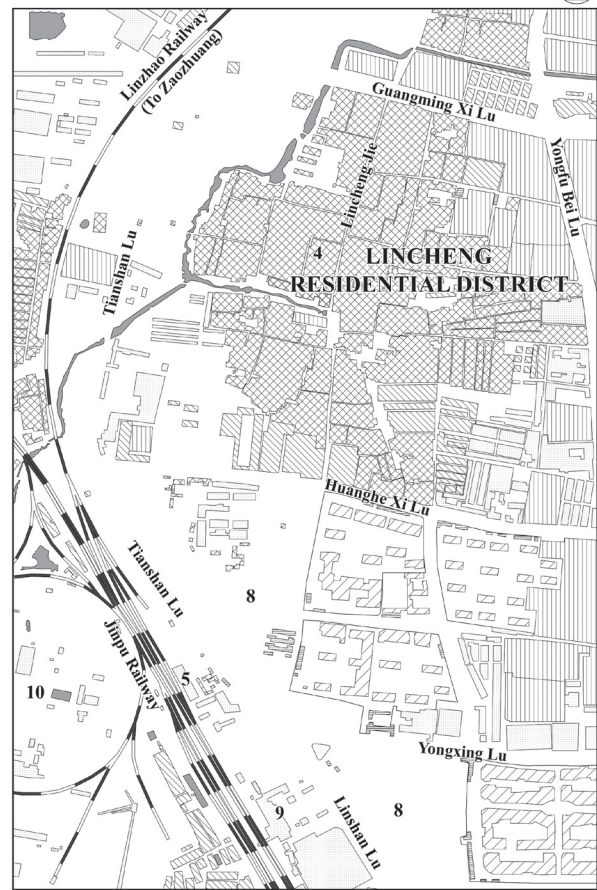 Linzhao Railway
(To Zaozhuang)
Guangming Xi Lu
Yongfu Bei Lu
Lincheng Jie
Tianshan Lu
4
LINCHENG
RESIDENTIAL DISTRICT
Huanghe Xi Lu
Tianshan Lu
8
Jinpu Railway
5
10
Yongxing Lu
9
Linshan Lu
8